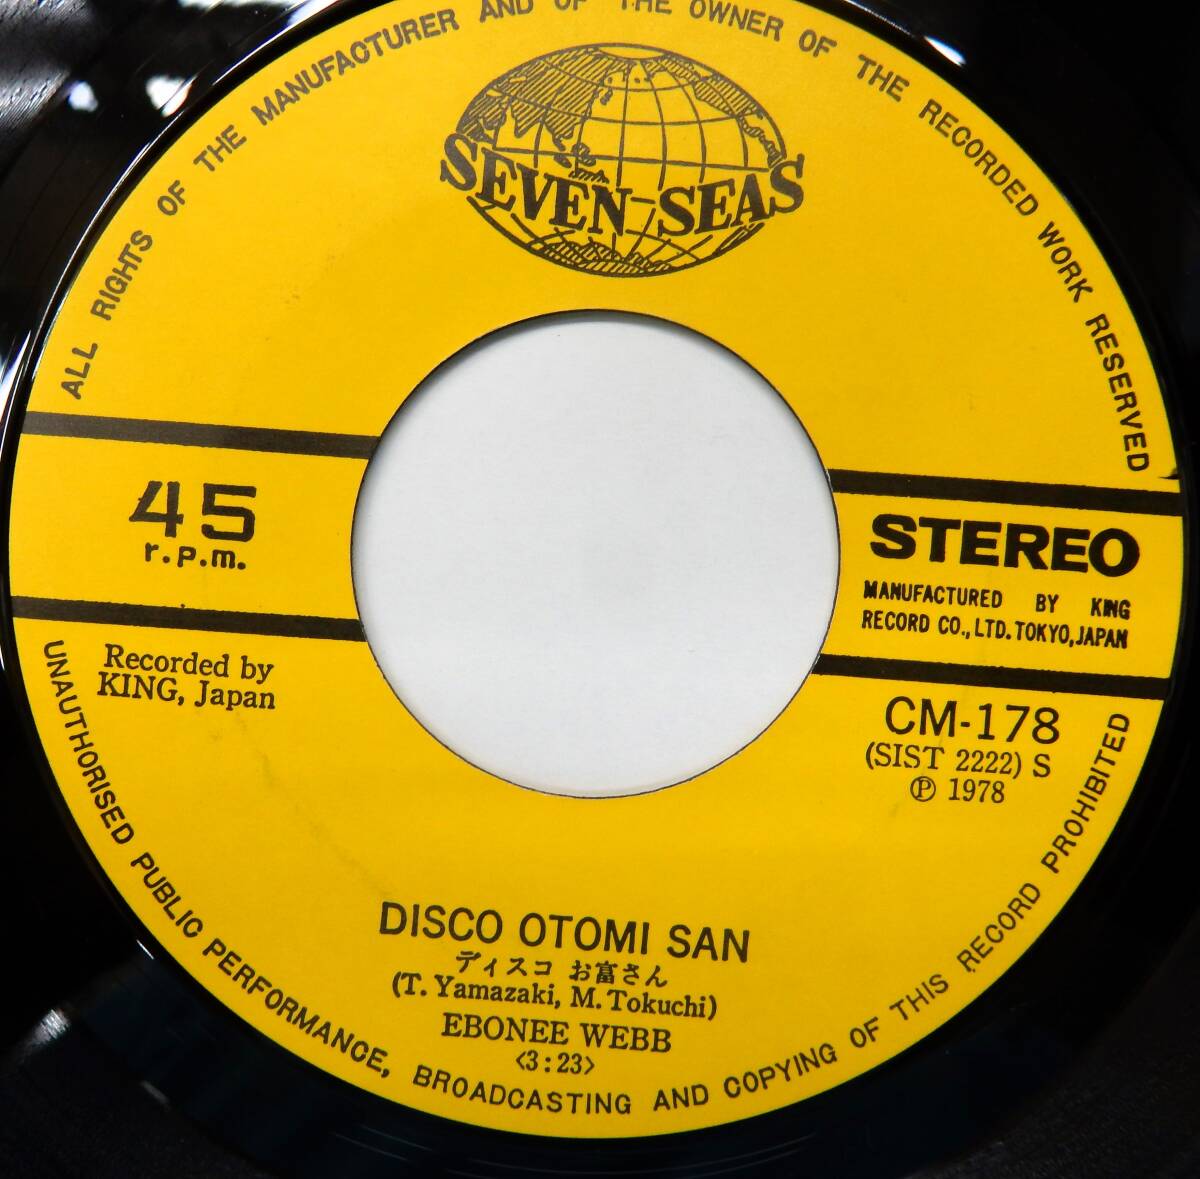 ALL RIGHTS OF THE MANUFACTURER AND OF THE OWNER OF THE RECORDED WORK RESERVED
SEVEN-SEAS
45
r.p.m.
STEREO
MANUFACTURED BY KING
RECORD CO., LTD. TOKYO, JAPAN
Recorded by
KING, Japan
CM-178
(SIST 2222) S
Ⓟ 1978
DISCO OTOMI SAN
ディスコ お富さん
(T. Yamazaki, M. Tokuchi)
EBONEE WEBB
<3:23>
UNAUTHORISED PUBLIC PERFORMANCE, BROADCASTING AND COPYING OF THIS RECORD PROHIBITED